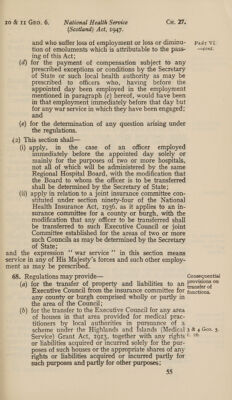 10 & 11 GEO. 6. National Health Service CH. 27.
(Scotland) Act, 1947.
and who suffer loss of employment or loss or diminu-
tion of emoluments which is attributable to the pass-
ing of this Act;
PART VI.
—cont.
(d) for the payment of compensation subject to any
prescribed exceptions or conditions by the Secretary
of State or such local health authority as may be
prescribed to officers who, having before the
appointed day been employed in the employment
mentioned in paragraph (c) hereof, would have been
in that employment immediately before that day but
for any war service in which they have been engaged;
and
(e) for the determination of any question arising under
the regulations.
(2) This section shall—
(i) apply, in the case of an officer employed
immediately before the appointed day solely or
mainly for the purposes of two or more hospitals,
not all of which will be administered by the same
Regional Hospital Board, with the modification that
the Board to whom the officer is to be transferred
shall be determined by the Secretary of State;
(ii) apply in relation to a joint insurance committee con-
stituted under section ninety-four of the National
Health Insurance Act, 1936, as it applies to an in-
surance committee for a county or burgh, with the
modification that any officer to be transferred shall
be transferred to such Executive Council or joint
Committee established for the areas of two or more
such Councils as may be determined by the Secretary
of State;
and the expression " war service " in this section means
service in any of His Majesty's forces and such other employ-
ment as may be prescribed.
68. Regulations may provide—
Consequential
provisions on
transfer of
functions.
(a) for the transfer of property and liabilities to an
Executive Council from the insurance committee for
any county or burgh comprised wholly or partly in
the area of the Council;
(b) for the transfer to the Executive Council for any area
of houses in that area provided for medical prac-
titioners by local authorities in pursuance of a
scheme under the Highlands and Islands (Medical
Service) Grant Act, 1913, together with any rights
3 & 4 Geo. 5.
c. 26.
or liabilities acquired or incurred solely for the pur-
poses of such houses or the appropriate shares of any
rights or liabilities acquired or incurred partly for
such purposes and partly for other purposes;
55